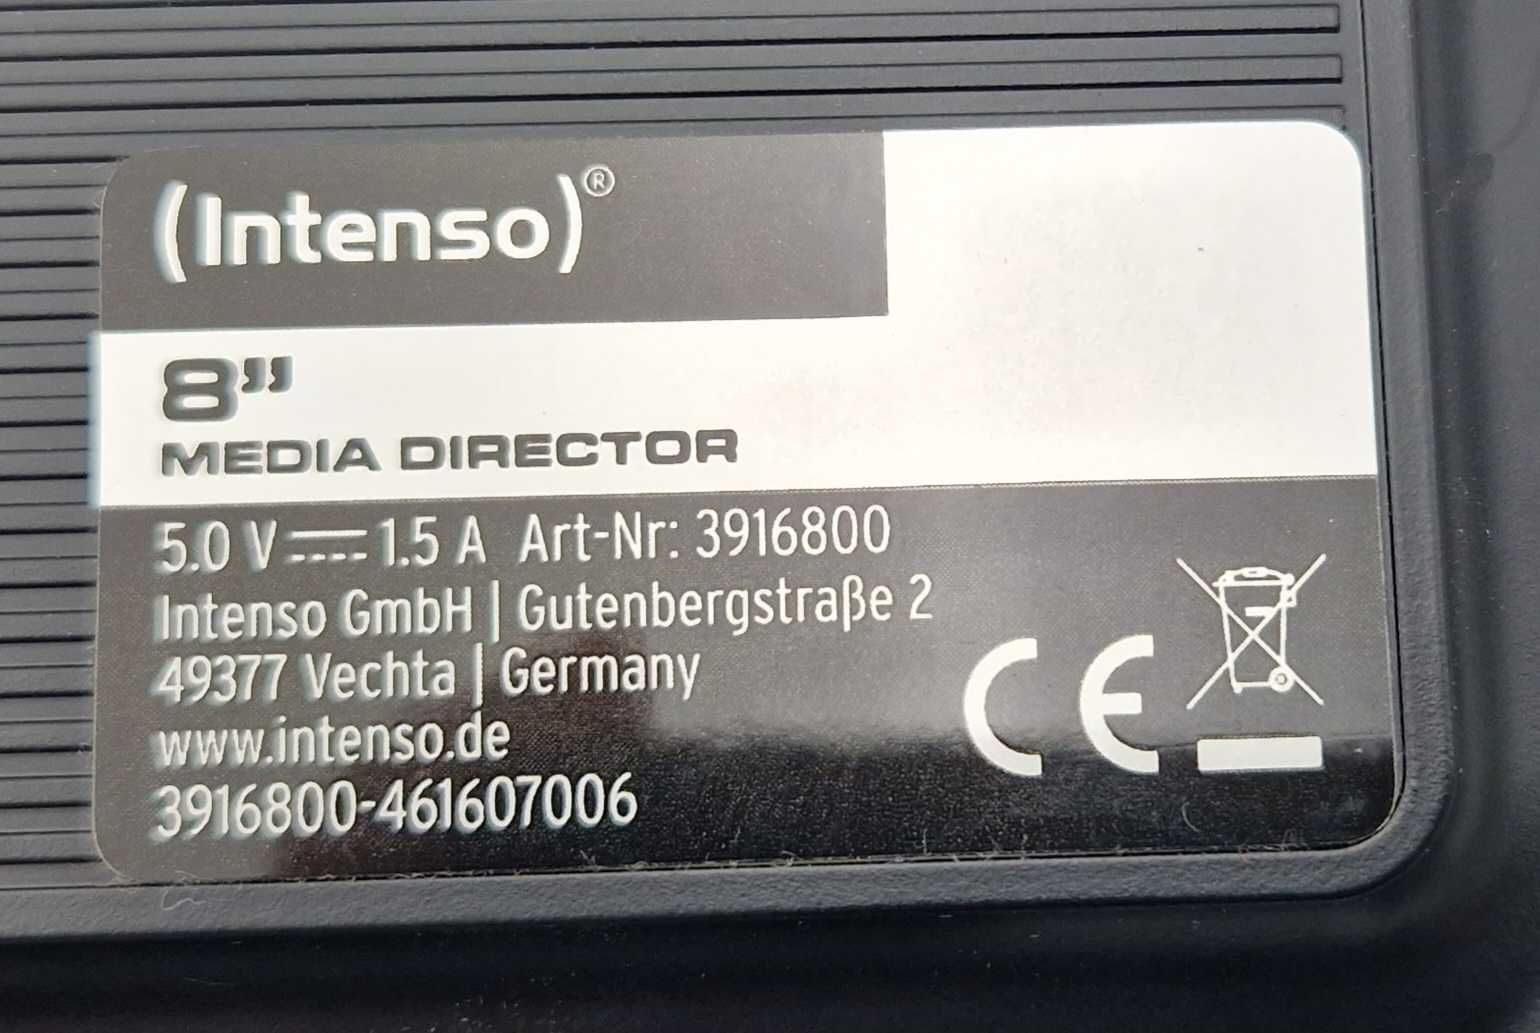 (Intenso)®
8”
MEDIA DIRECTOR
5.0 V⎓1.5 A Art-Nr: 3916800
Intenso GmbH | Gutenbergstraße 2
49377 Vechta | Germany
www.intenso.de
3916800-461607006
CE